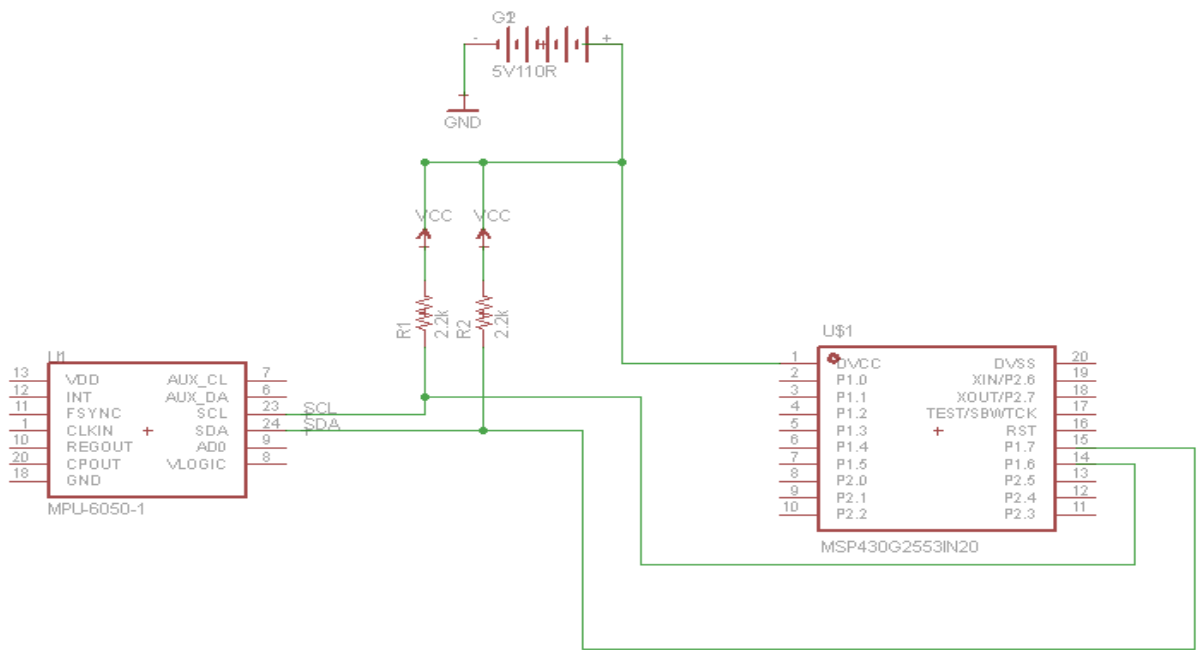 - +
5V110R
GND
VCC VCC
R1 2.2k R2 2.2k
U1
13 VDD AUX_CL 7
12 INT AUX_DA 6
11 FSYNC SCL 23 SCL
1 CLKIN SDA 24 SDA
10 REGOUT AD0 9
20 CPOUT VLOGIC 8
18 GND
MPU-6050-1
U$1
1 DVCC DVSS 20
2 P1.0 XIN/P2.6 19
3 P1.1 XOUT/P2.7 18
4 P1.2 TEST/SBWTCK 17
5 P1.3 RST 16
6 P1.4 P1.7 15
7 P1.5 P1.6 14
8 P2.0 P2.5 13
9 P2.1 P2.4 12
10 P2.2 P2.3 11
MSP430G2553IN20